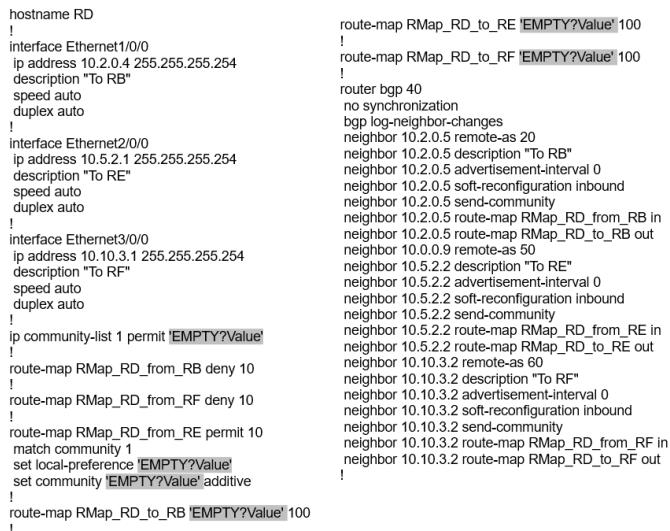 hostname RD
!
interface Ethernet1/0/0
ip address 10.2.0.4 255.255.255.254
description "To RB"
speed auto
duplex auto
!
interface Ethernet2/0/0
ip address 10.5.2.1 255.255.255.254
description "To RE"
speed auto
duplex auto
!
interface Ethernet3/0/0
ip address 10.10.3.1 255.255.255.254
description "To RF"
speed auto
duplex auto
!
ip community-list 1 permit 'EMPTY?Value'
!
route-map RMap_RD_from_RB deny 10
!
route-map RMap_RD_from_RF deny 10
!
route-map RMap_RD_from_RE permit 10
match community 1
set local-preference 'EMPTY?Value'
set community 'EMPTY?Value' additive
!
route-map RMap_RD_to_RB 'EMPTY?Value' 100
!
route-map RMap_RD_to_RE 'EMPTY?Value' 100
!
route-map RMap_RD_to_RF 'EMPTY?Value' 100
!
router bgp 40
no synchronization
bgp log-neighbor-changes
neighbor 10.2.0.5 remote-as 20
neighbor 10.2.0.5 description "To RB"
neighbor 10.2.0.5 advertisement-interval 0
neighbor 10.2.0.5 soft-reconfiguration inbound
neighbor 10.2.0.5 send-community
neighbor 10.2.0.5 route-map RMap_RD_from_RB in
neighbor 10.2.0.5 route-map RMap_RD_to_RB out
neighbor 10.0.0.9 remote-as 50
neighbor 10.5.2.2 description "To RE"
neighbor 10.5.2.2 advertisement-interval 0
neighbor 10.5.2.2 soft-reconfiguration inbound
neighbor 10.5.2.2 send-community
neighbor 10.5.2.2 route-map RMap_RD_from_RE in
neighbor 10.5.2.2 route-map RMap_RD_to_RE out
neighbor 10.10.3.2 remote-as 60
neighbor 10.10.3.2 description "To RF"
neighbor 10.10.3.2 advertisement-interval 0
neighbor 10.10.3.2 soft-reconfiguration inbound
neighbor 10.10.3.2 send-community
neighbor 10.10.3.2 route-map RMap_RD_from_RF in
neighbor 10.10.3.2 route-map RMap_RD_to_RF out
!